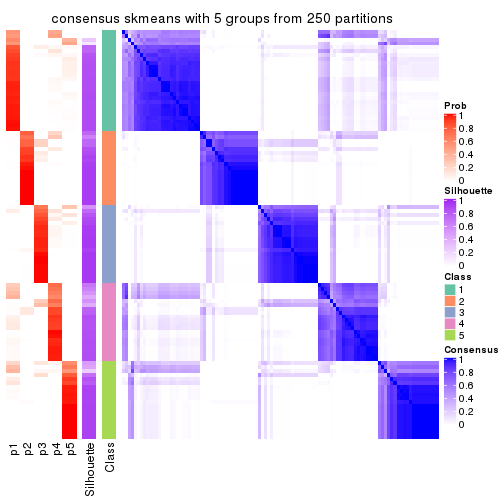 consensus skmeans with 5 groups from 250 partitions
Prob
1
0.8
0.6
0.4
0.2
0
Silhouette
1
0.8
0.6
0.4
0.2
0
Class
1
2
3
4
5
Consensus
1
0.8
0.6
0.4
0.2
0
p1
p2
p3
p4
p5
Silhouette
Class